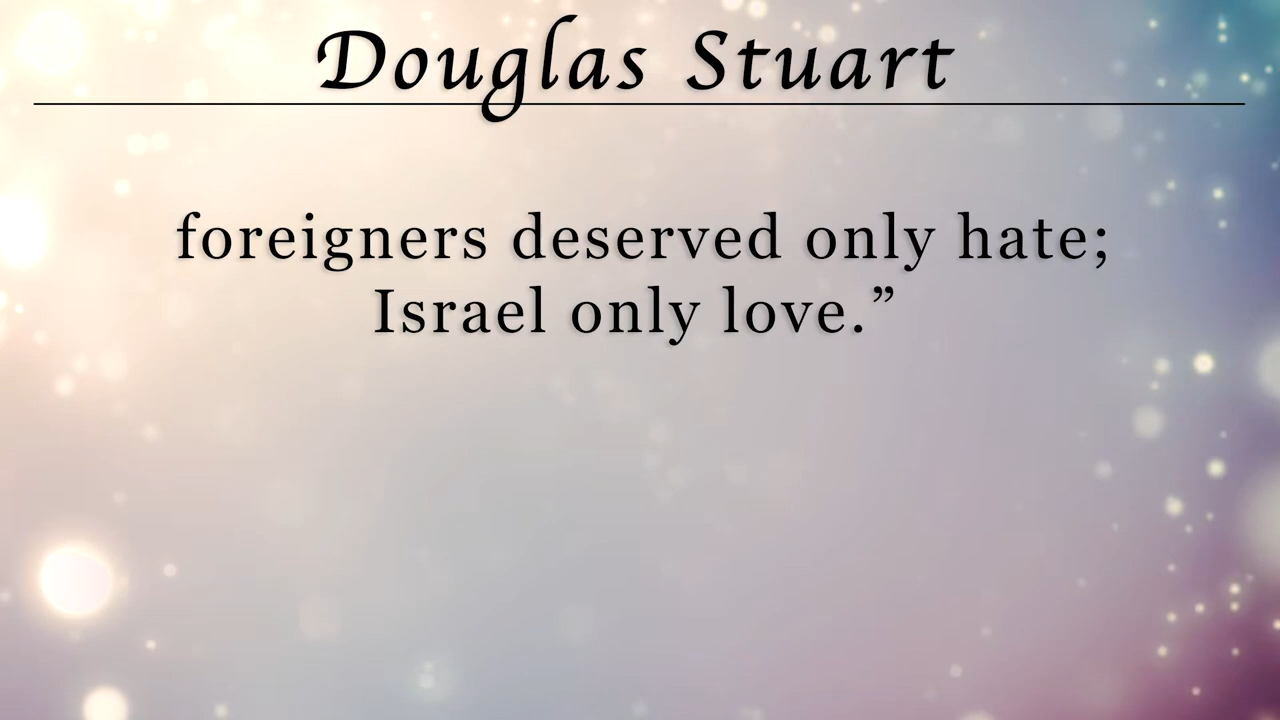 Douglas Stuart
foreigners deserved only hate;
Israel only love.”